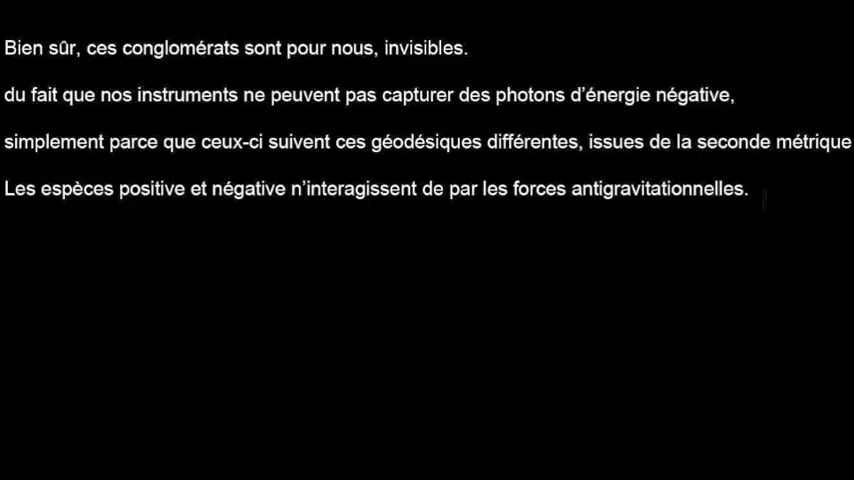 Bien sûr, ces conglomérats sont pour nous, invisibles.
du fait que nos instruments ne peuvent pas capturer des photons d’énergie négative,
simplement parce que ceux-ci suivent ces géodésiques différentes, issues de la seconde métrique
Les espèces positive et négative n’interagissent de par les forces antigravitationnelles.